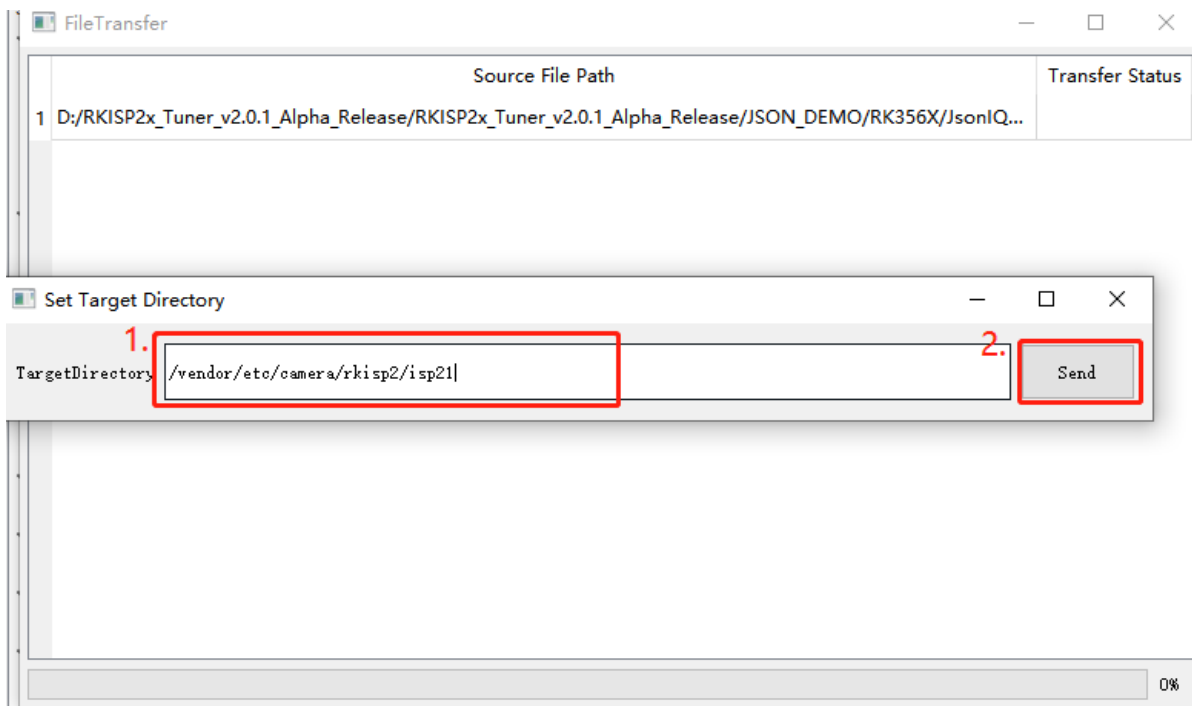 FileTransfer
Source File Path
Transfer Status
1 D:/RKISP2x_Tuner_v2.0.1_Alpha_Release/RKISP2x_Tuner_v2.0.1_Alpha_Release/JSON_DEMO/RK356X/JsonIQ...
Set Target Directory
1.
2.
TargetDirectory /vendor/etc/camera/rkisp2/isp21 Send
0%